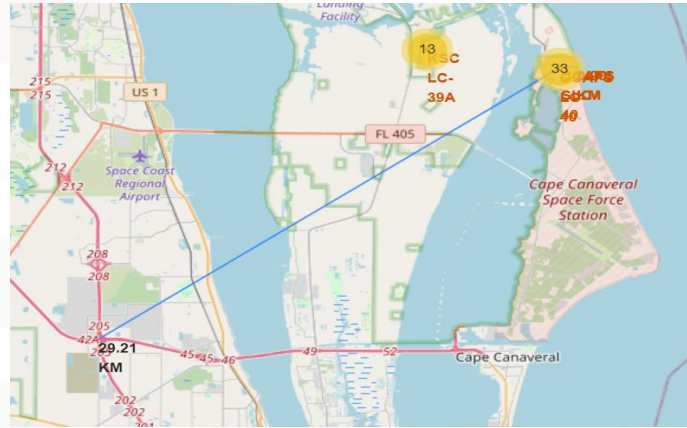 Landing
Facility
13
KSC
LC-
39A
33
40
215
215
US 1
FL 405
Space Coast
Regional
Airport
212
212
Cape Canaveral
Space Force
Station
208
208
205
42A
29.21
KM
45
45
46
49
52
Cape Canaveral
202
202
201